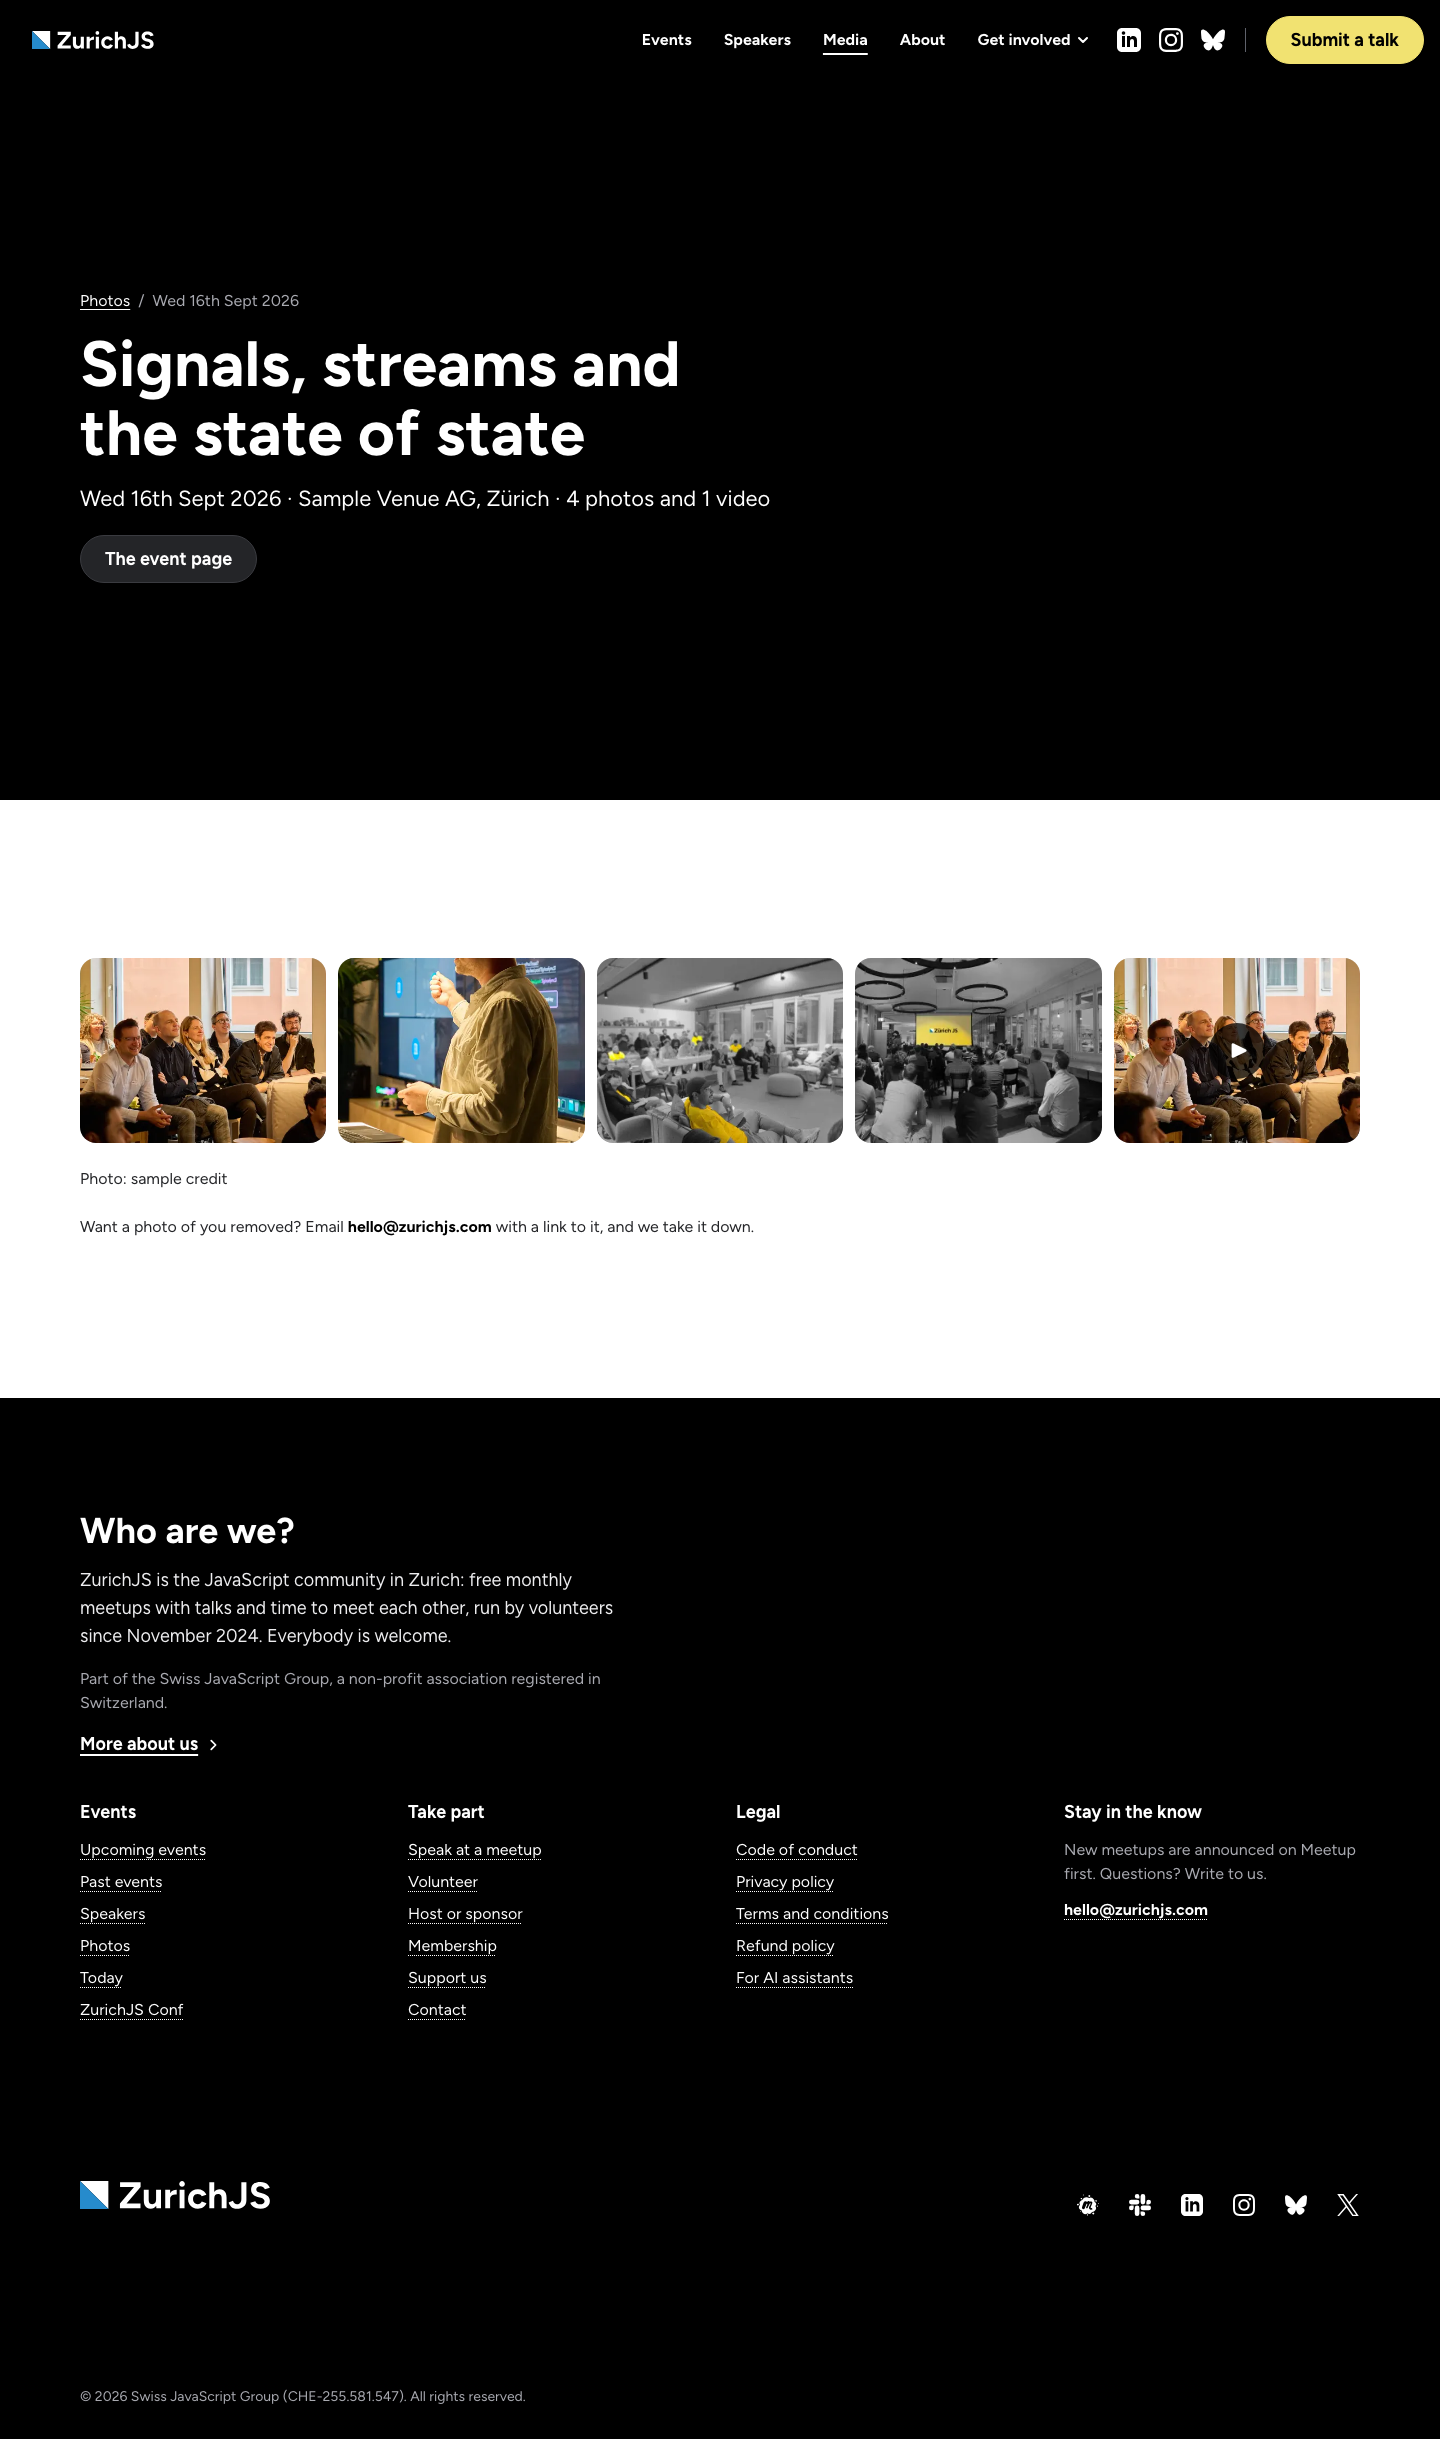 ZurichJS
Events
Speakers
Media
About
Get involved
Submit a talk
Photos / Wed 16th Sept 2026
Signals, streams and
the state of state
Wed 16th Sept 2026 · Sample Venue AG, Zürich · 4 photos and 1 video
The event page
Zürich JS
Photo: sample credit
Want a photo of you removed? Email hello@zurichjs.com with a link to it, and we take it down.
Who are we?
ZurichJS is the JavaScript community in Zurich: free monthly
meetups with talks and time to meet each other, run by volunteers
since November 2024. Everybody is welcome.
Part of the Swiss JavaScript Group, a non-profit association registered in
Switzerland.
More about us
Events
Upcoming events
Past events
Speakers
Photos
Today
ZurichJS Conf
Take part
Speak at a meetup
Volunteer
Host or sponsor
Membership
Support us
Contact
Legal
Code of conduct
Privacy policy
Terms and conditions
Refund policy
For AI assistants
Stay in the know
New meetups are announced on Meetup
first. Questions? Write to us.
hello@zurichjs.com
ZurichJS
© 2026 Swiss JavaScript Group (CHE-255.581.547). All rights reserved.